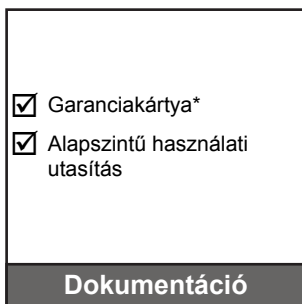 Garanciakártya*
Alapszintű használati
utasítás
Dokumentáció